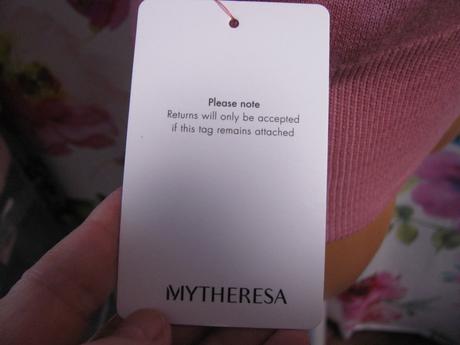 Please note
Returns will only be accepted
if this tag remains attached
MYTHERESA